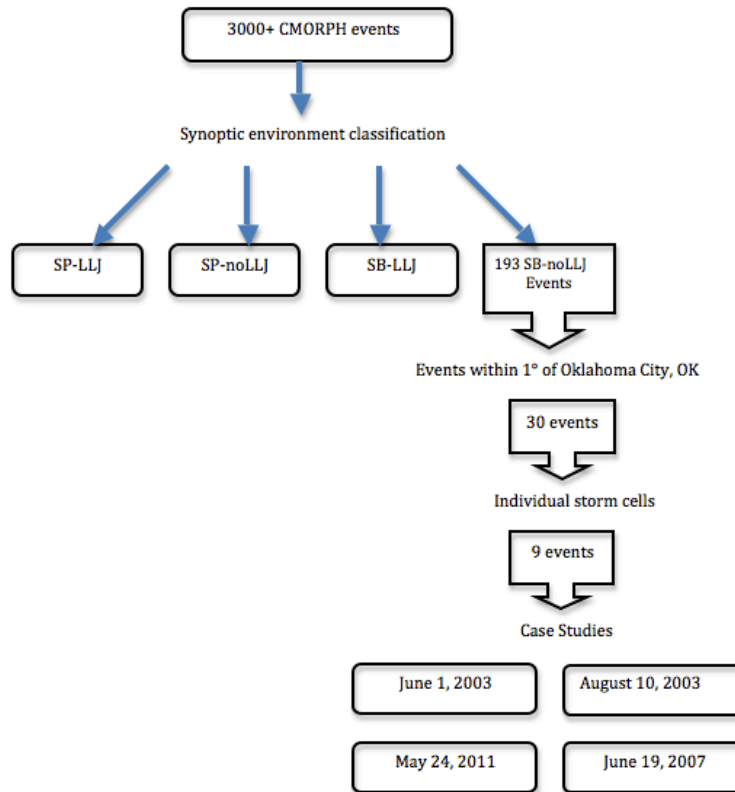 3000+ CMORPH events
Synoptic environment classification
SP-LLJ
SP-noLLJ
SB-LLJ
193 SB-noLLJ
Events
Events within 1° of Oklahoma City, OK
30 events
Individual storm cells
9 events
Case Studies
June 1, 2003
August 10, 2003
May 24, 2011
June 19, 2007